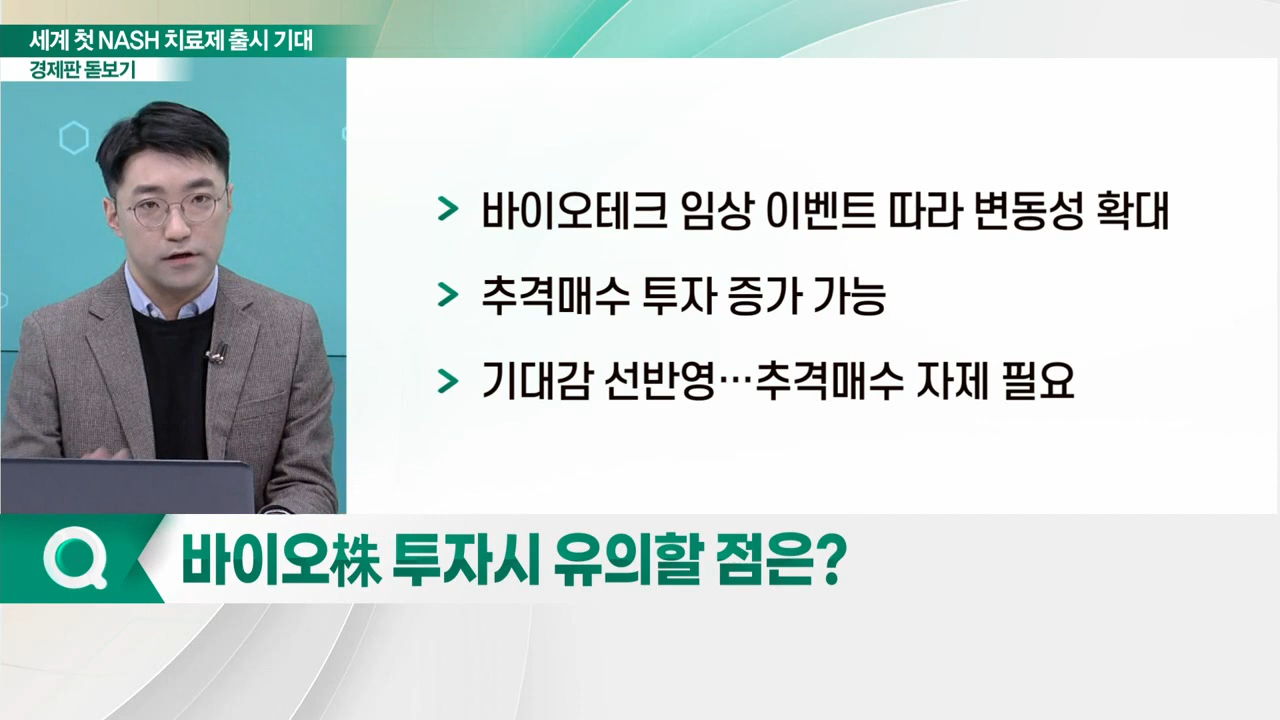 세계 첫 NASH 치료제 출시 기대
경제판 돋보기
> 바이오테크 임상 이벤트 따라 변동성 확대
> 추격매수 투자 증가 가능
> 기대감 선반영…추격매수 자제 필요
바이오株 투자시 유의할 점은?